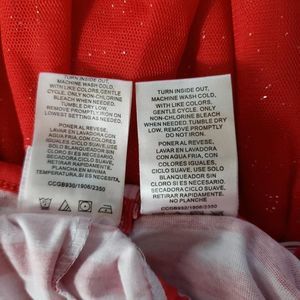 TURN INSIDE OUT,
MACHINE WASH COLD,
WITH LIKE COLORS, GENTLE
CYCLE. ONLY NON-CHLORINE
BLEACH WHEN NEEDED.
TUMBLE DRY LOW,
REMOVE PROMPTLY. IRON ON
LOWEST SETTING AS NEEDED.
PONER AL REVESE,
LAVAR EN LAVADORA
CON AGUA FRIA, CON
COLORES IGUALES,
CICLO SUAVE, USE SOLO
BLANQUEADOR SIN
CLORO SI ES NECESARIO
SECADORA CICLO SUAVE
PLANCHAR EN MINIMA
TEMPERATURA, SI ES NECESITA.
CCGB930/1906/2350
TURN INSIDE OUT,
MACHINE WASH COLD,
WITH LIKE COLORS, GENTLE
CYCLE. ONLY NON-CHLORINE
BLEACH WHEN NEEDED.
TUMBLE DRY LOW,
REMOVE PROMPTLY, DO
NOT IRON.
PONER AL REVESE,
LAVAR EN LAVADORA
CON AGUA FRIA, CON
COLORES IGUALES,
CICLO SUAVE, USE SOLO
BLANQUEADOR SIN
CLORO SI ES NECESARIO
SECADORA CICLO SUAVE
RETIRAR RAPIDAMENTE.
NO PLANCHE
CCGB932/1906/2350